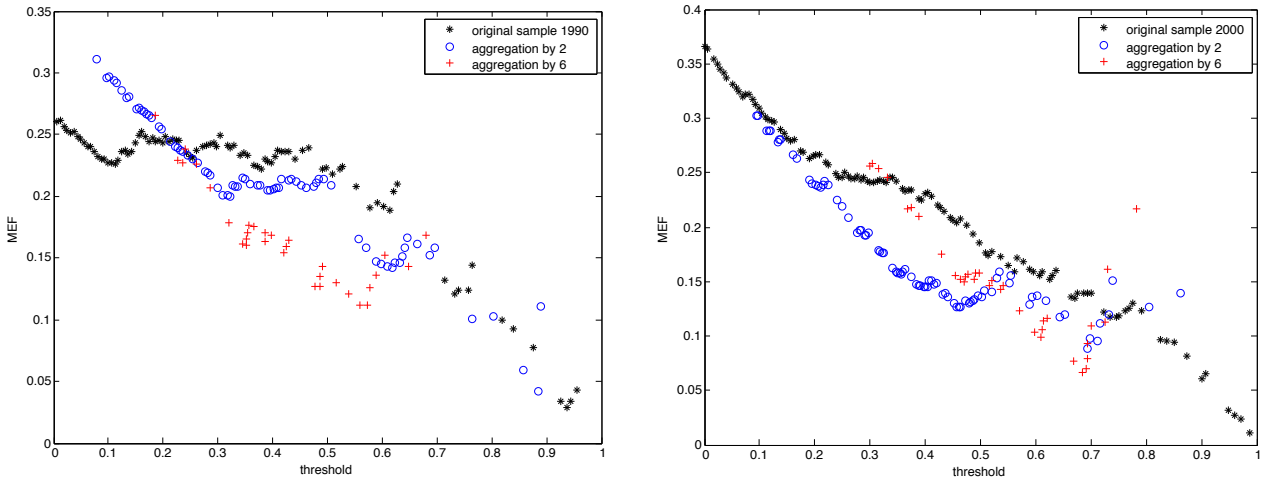 0.35
0.3
0.25
0.2
0.15
0.1
0.05
0
MEF
0 0.1 0.2 0.3 0.4 0.5 0.6 0.7 0.8 0.9 1
threshold
original sample 1990
aggregation by 2
aggregation by 6
0.4
0.35
0.3
0.25
0.2
0.15
0.1
0.05
0
MEF
0 0.1 0.2 0.3 0.4 0.5 0.6 0.7 0.8 0.9 1
threshold
original sample 2000
aggregation by 2
aggregation by 6